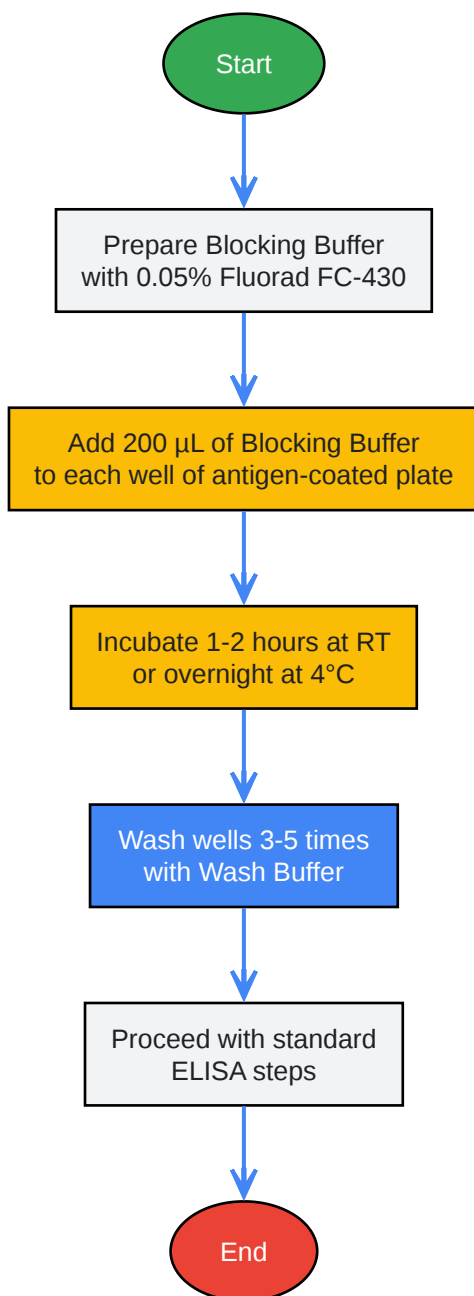 Start
Prepare Blocking Buffer
with 0.05% Fluorad FC-430
Add 200 µL of Blocking Buffer
to each well of antigen-coated plate
Incubate 1-2 hours at RT
or overnight at 4°C
Wash wells 3-5 times
with Wash Buffer
Proceed with standard
ELISA steps
End